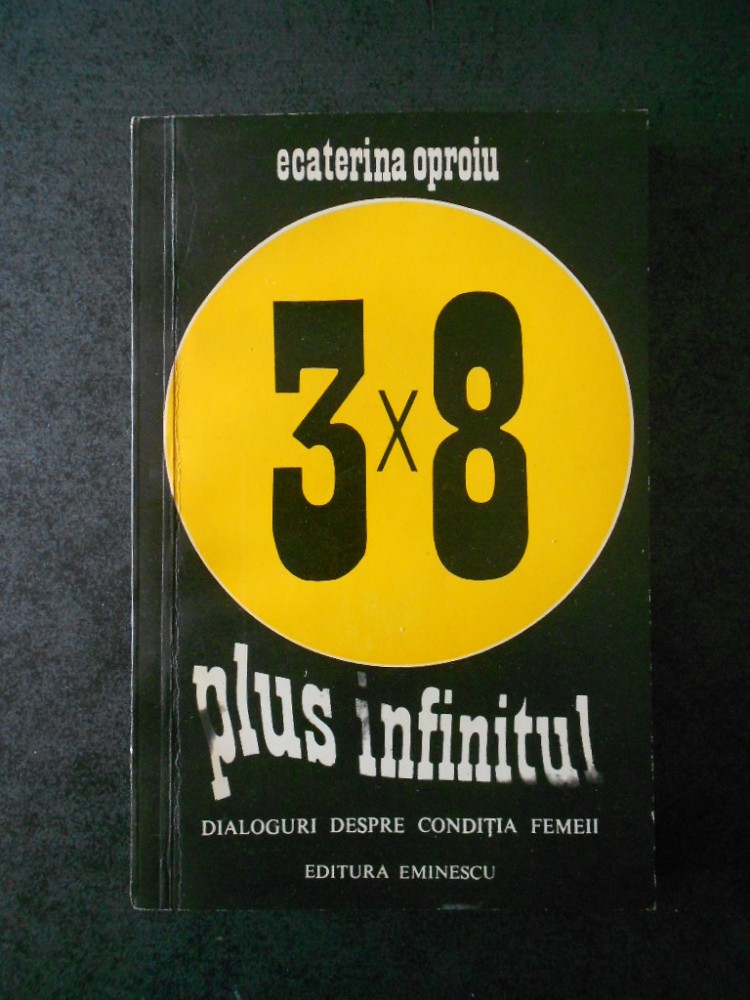 ecaterina oproiu
3x8
plus infinitul
DIALOGURI DESPRE CONDIȚIA FEMEII
EDITURA EMINESCU